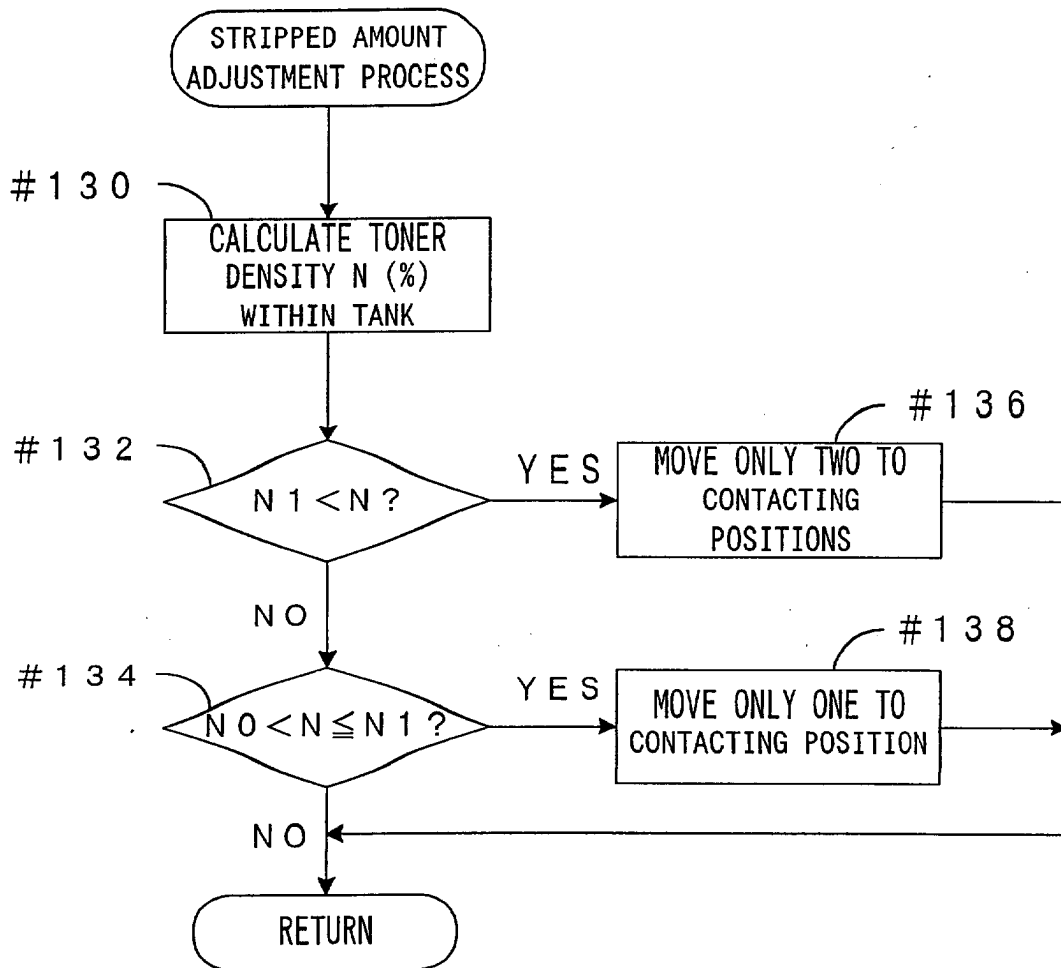 STRIPPED AMOUNT
ADJUSTMENT PROCESS
#130
CALCULATE TONER
DENSITY N (%)
WITHIN TANK
#132
N1<N?
YES
#136
MOVE ONLY TWO TO
CONTACTING
POSITIONS
NO
#134
N0<N≦N1?
YES
#138
MOVE ONLY ONE TO
CONTACTING POSITION
NO
RETURN